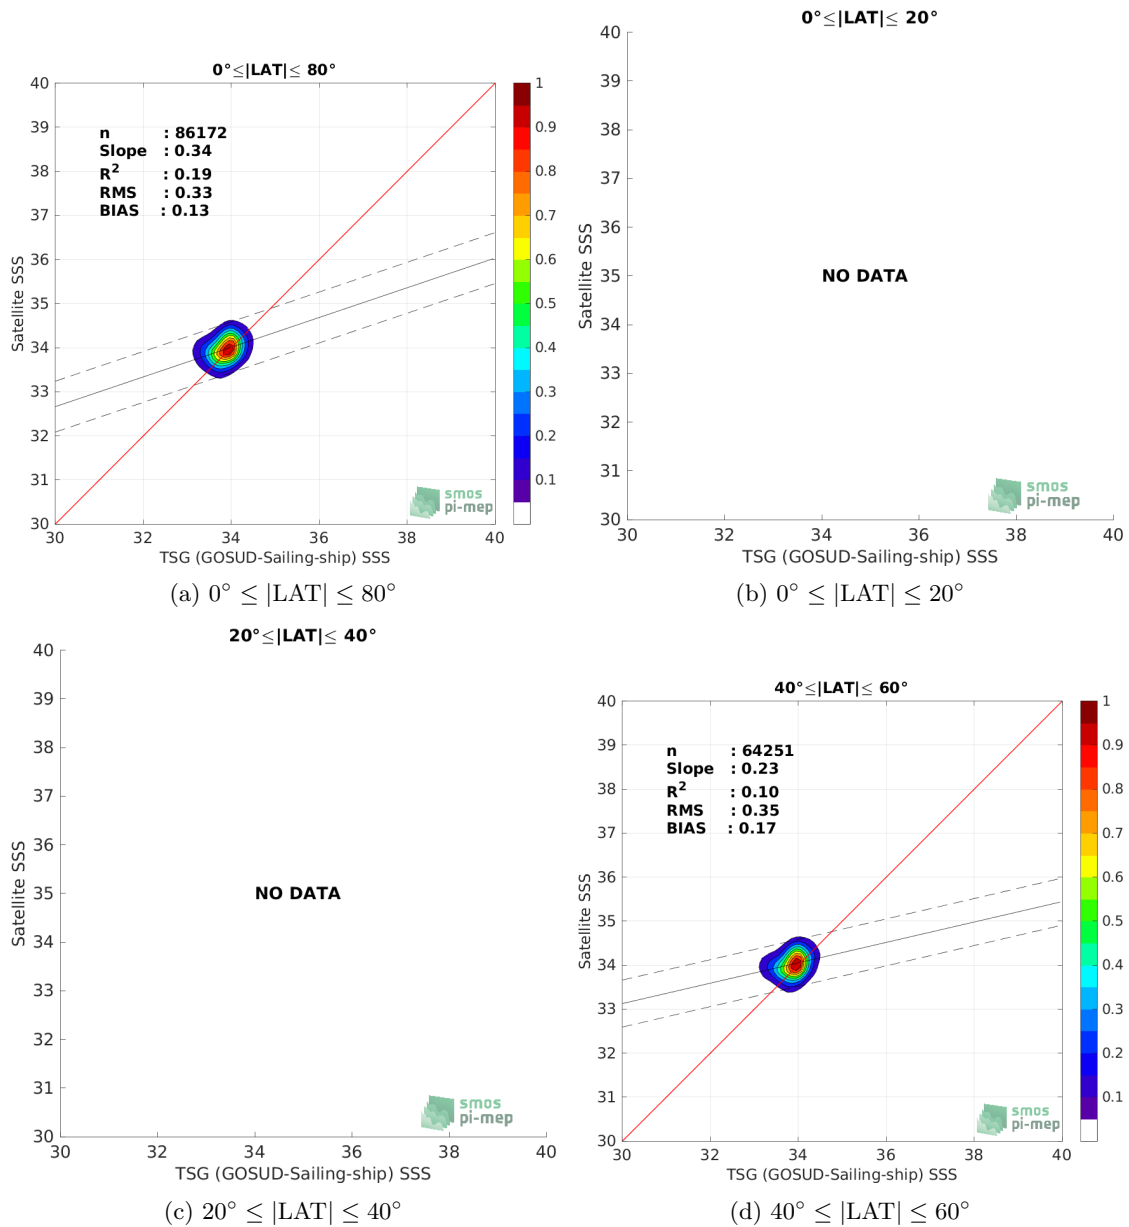 0°≤|LAT|≤ 80°
40
39
38
37
36
35
34
33
32
31
30
Satellite SSS
n : 86172
Slope : 0.34
R² : 0.19
RMS : 0.33
BIAS : 0.13
smos
pi-mep
30 32 34 36 38 40
TSG (GOSUD-Sailing-ship) SSS
1
0.9
0.8
0.7
0.6
0.5
0.4
0.3
0.2
0.1
(a) 0° ≤ |LAT| ≤ 80°
0°≤|LAT|≤ 20°
40
39
38
37
36
35
34
33
32
31
30
Satellite SSS
NO DATA
smos
pi-mep
30 32 34 36 38 40
TSG (GOSUD-Sailing-ship) SSS
(b) 0° ≤ |LAT| ≤ 20°
20°≤|LAT|≤ 40°
40
39
38
37
36
35
34
33
32
31
30
Satellite SSS
NO DATA
smos
pi-mep
30 32 34 36 38 40
TSG (GOSUD-Sailing-ship) SSS
(c) 20° ≤ |LAT| ≤ 40°
40°≤|LAT|≤ 60°
40
39
38
37
36
35
34
33
32
31
30
Satellite SSS
n : 64251
Slope : 0.23
R² : 0.10
RMS : 0.35
BIAS : 0.17
smos
pi-mep
30 32 34 36 38 40
TSG (GOSUD-Sailing-ship) SSS
1
0.9
0.8
0.7
0.6
0.5
0.4
0.3
0.2
0.1
(d) 40° ≤ |LAT| ≤ 60°